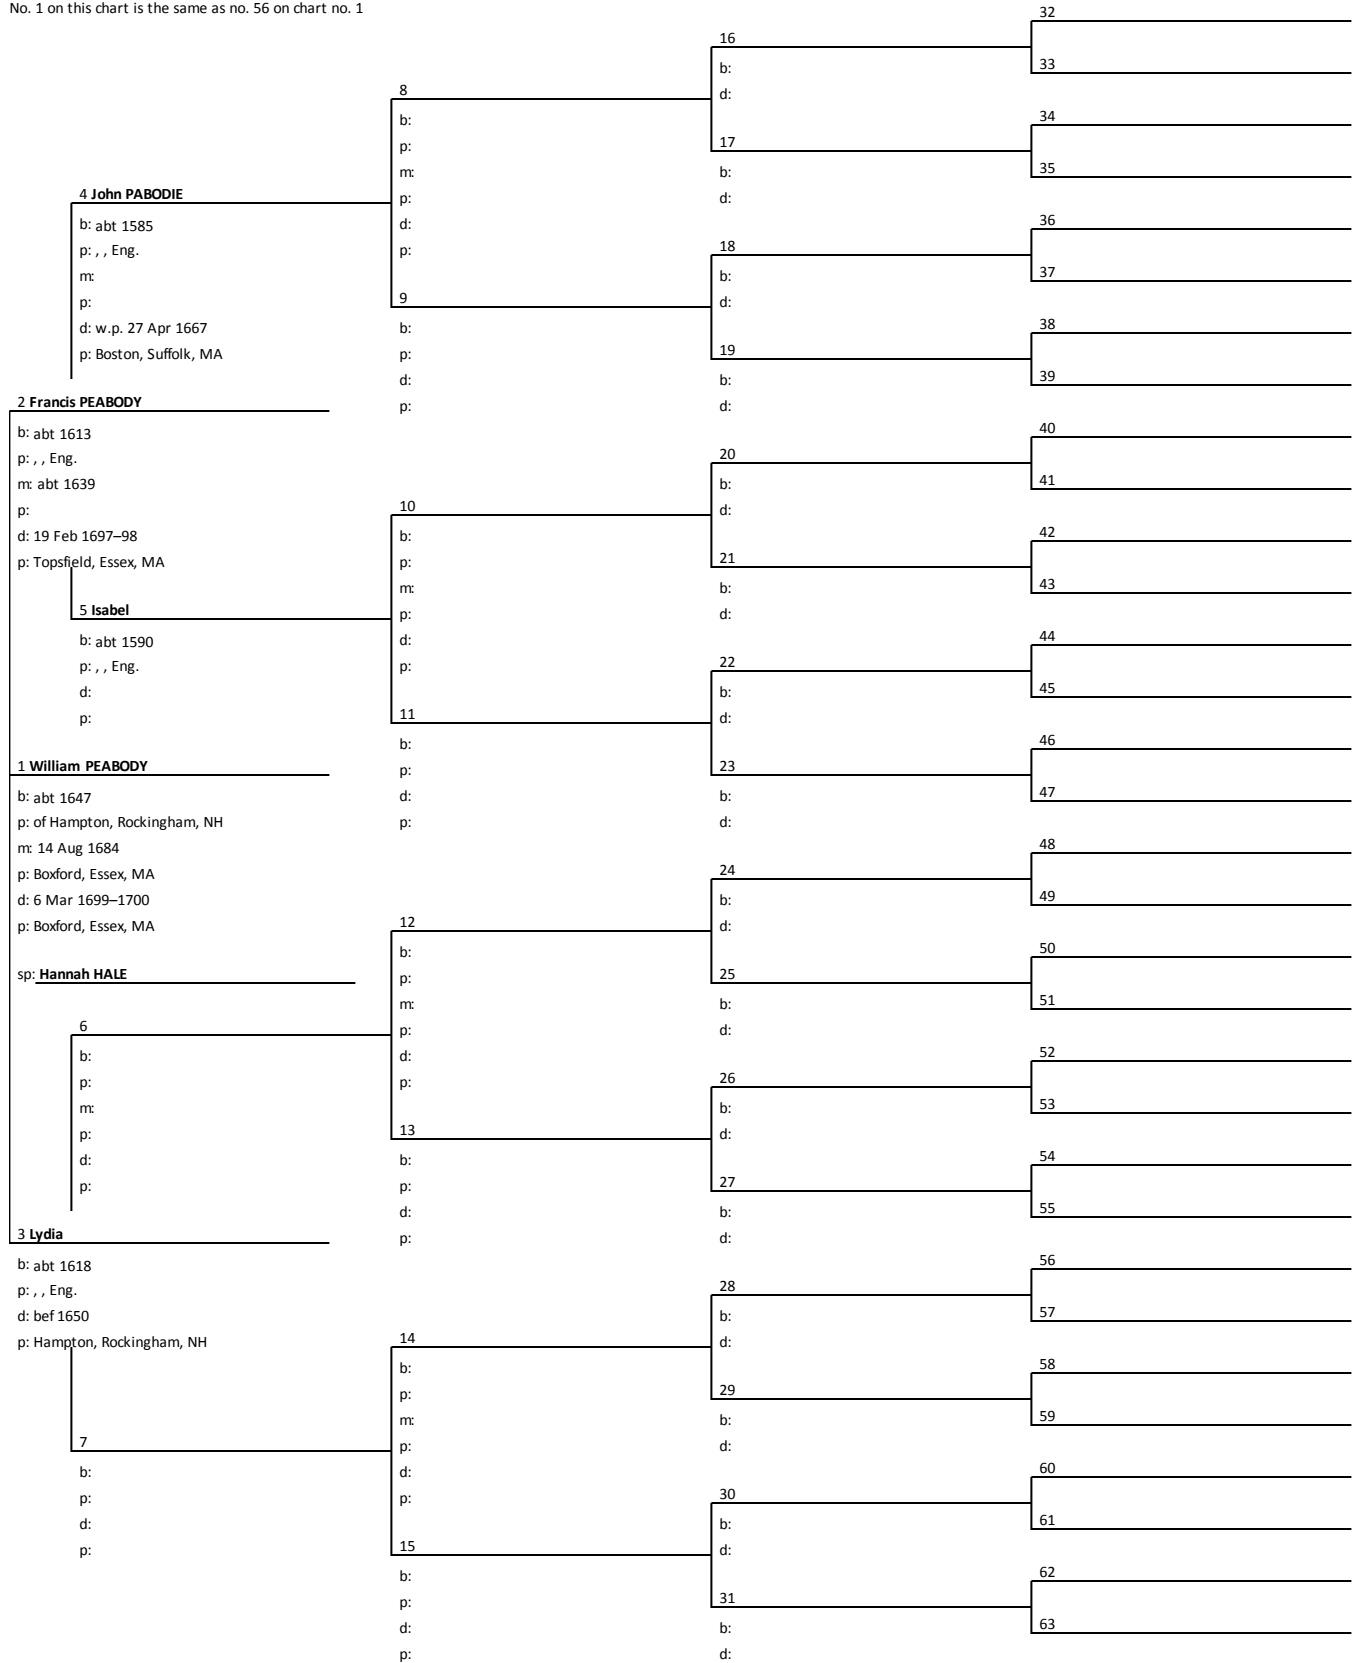 No. 1 on this chart is the same as no. 56 on chart no. 1
4 John PABODIE
b: abt 1585
p: , , Eng.
m:
p:
d: w.p. 27 Apr 1667
p: Boston, Suffolk, MA
2 Francis PEABODY
b: abt 1613
p: , , Eng.
m: abt 1639
p:
d: 19 Feb 1697–98
p: Topsfield, Essex, MA
5 Isabel
b: abt 1590
p: , , Eng.
d:
p:
1 William PEABODY
b: abt 1647
p: of Hampton, Rockingham, NH
m: 14 Aug 1684
p: Boxford, Essex, MA
d: 6 Mar 1699–1700
p: Boxford, Essex, MA
sp: Hannah HALE
6
b:
p:
m:
p:
d:
p:
3 Lydia
b: abt 1618
p: , , Eng.
d: bef 1650
p: Hampton, Rockingham, NH
7
b:
p:
d:
p:
8
b:
p:
m:
p:
d:
p:
9
b:
p:
d:
p:
10
b:
p:
m:
p:
d:
p:
11
b:
p:
d:
p:
12
b:
p:
m:
p:
d:
p:
13
b:
p:
d:
p:
14
b:
p:
m:
p:
d:
p:
15
b:
p:
d:
p:
16
b:
d:
17
b:
d:
18
b:
d:
19
b:
d:
20
b:
d:
21
b:
d:
22
b:
d:
23
b:
d:
24
b:
d:
25
b:
d:
26
b:
d:
27
b:
d:
28
b:
d:
29
b:
d:
30
b:
d:
31
b:
d:
32
33
34
35
36
37
38
39
40
41
42
43
44
45
46
47
48
49
50
51
52
53
54
55
56
57
58
59
60
61
62
63